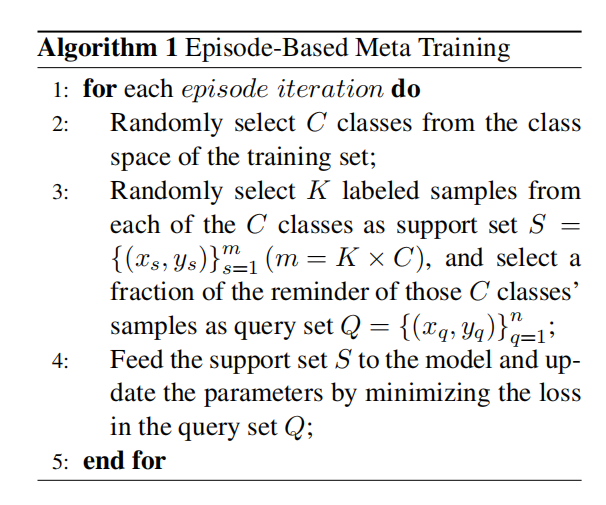 Algorithm 1 Episode-Based Meta Training
1: for each episode iteration do
2: Randomly select C classes from the class
space of the training set;
3: Randomly select K labeled samples from
each of the C classes as support set S =
{(x_s, y_s)}_{s=1}^m (m = K × C), and select a
fraction of the reminder of those C classes’
samples as query set Q = {(x_q, y_q)}_{q=1}^n;
4: Feed the support set S to the model and up-
date the parameters by minimizing the loss
in the query set Q;
5: end for